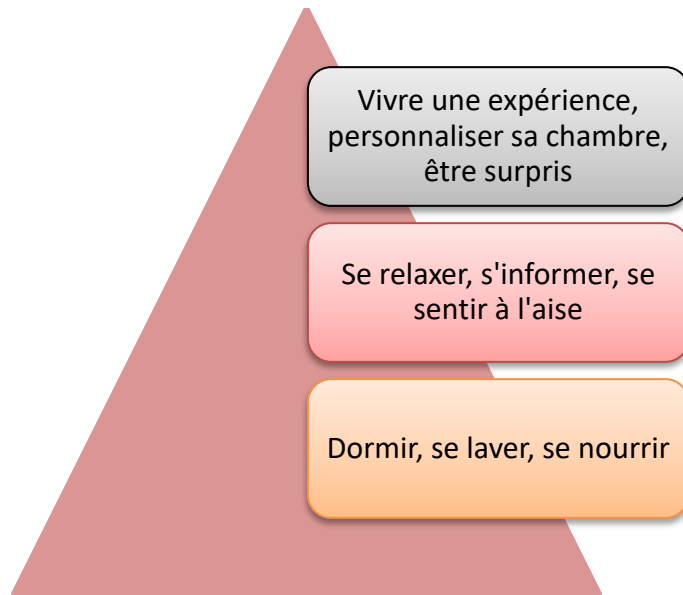 Vivre une expérience,
personnaliser sa chambre,
être surpris
Se relaxer, s'informer, se
sentir à l'aise
Dormir, se laver, se nourrir